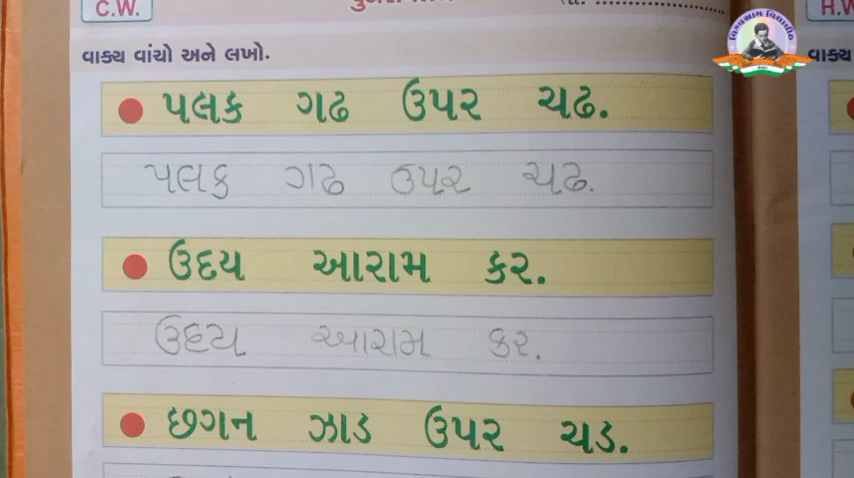 C.W.
વાક્ય વાંચો અને લખો.
પલક ગઢ ઉપર ચઢ.
પલક ગઢ ઉપર ચઢ.
ઉદય આરામ કર.
ઉદય આરામ કર.
છગન ઝાડ ઉપર ચડ.
વિશ્વગ્રામ વિદ્યાપીઠ
H.W
વાક્ય